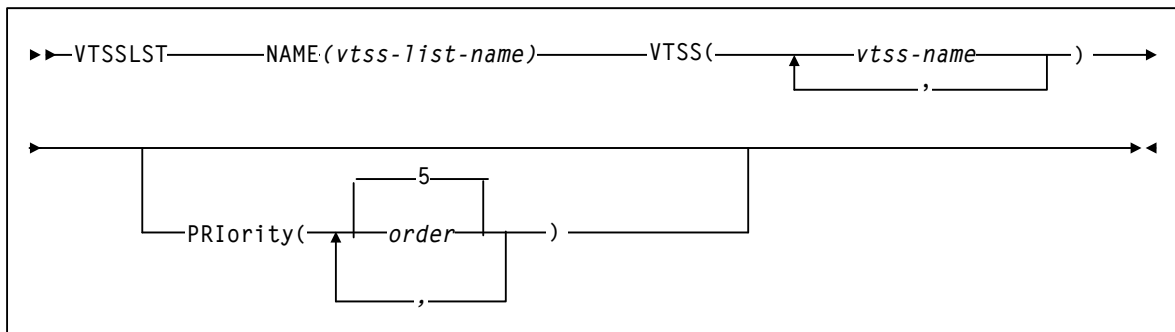 VTSSLST NAME(vtss-list-name) VTSS( vtss-name )
,
5
PRIority( order )
,